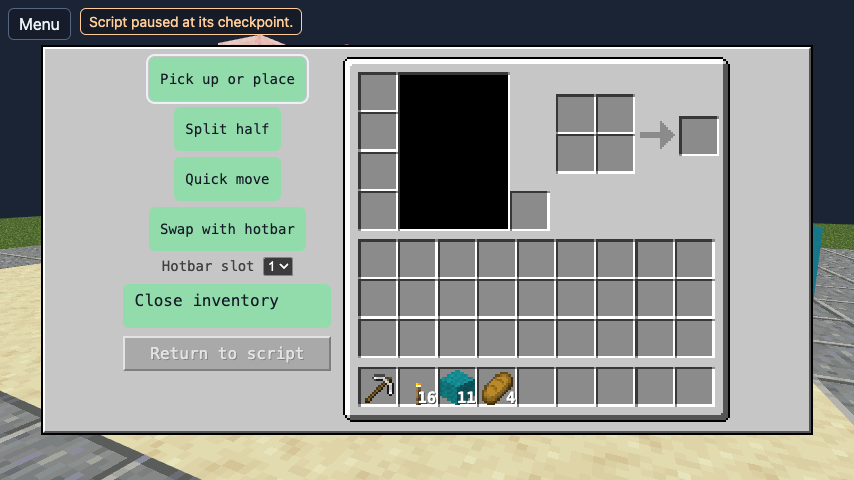 Menu
Script paused at its checkpoint.
Pick up or place
Split half
Quick move
Swap with hotbar
Hotbar slot 1
Close inventory
Return to script
16 11 4